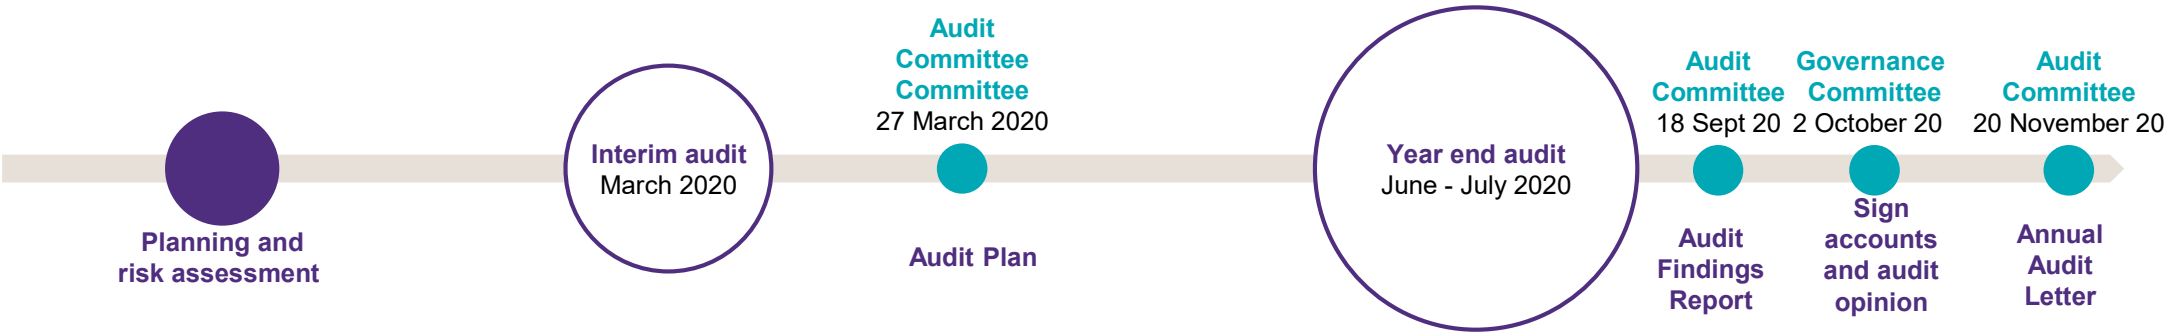 Planning and
risk assessment
Interim audit
March 2020
Audit
Committee
Committee
27 March 2020
Audit Plan
Year end audit
June - July 2020
Audit
Committee
18 Sept 20
Audit
Findings
Report
Governance
Committee
2 October 20
Sign
accounts
and audit
opinion
Audit
Committee
20 November 20
Annual
Audit
Letter